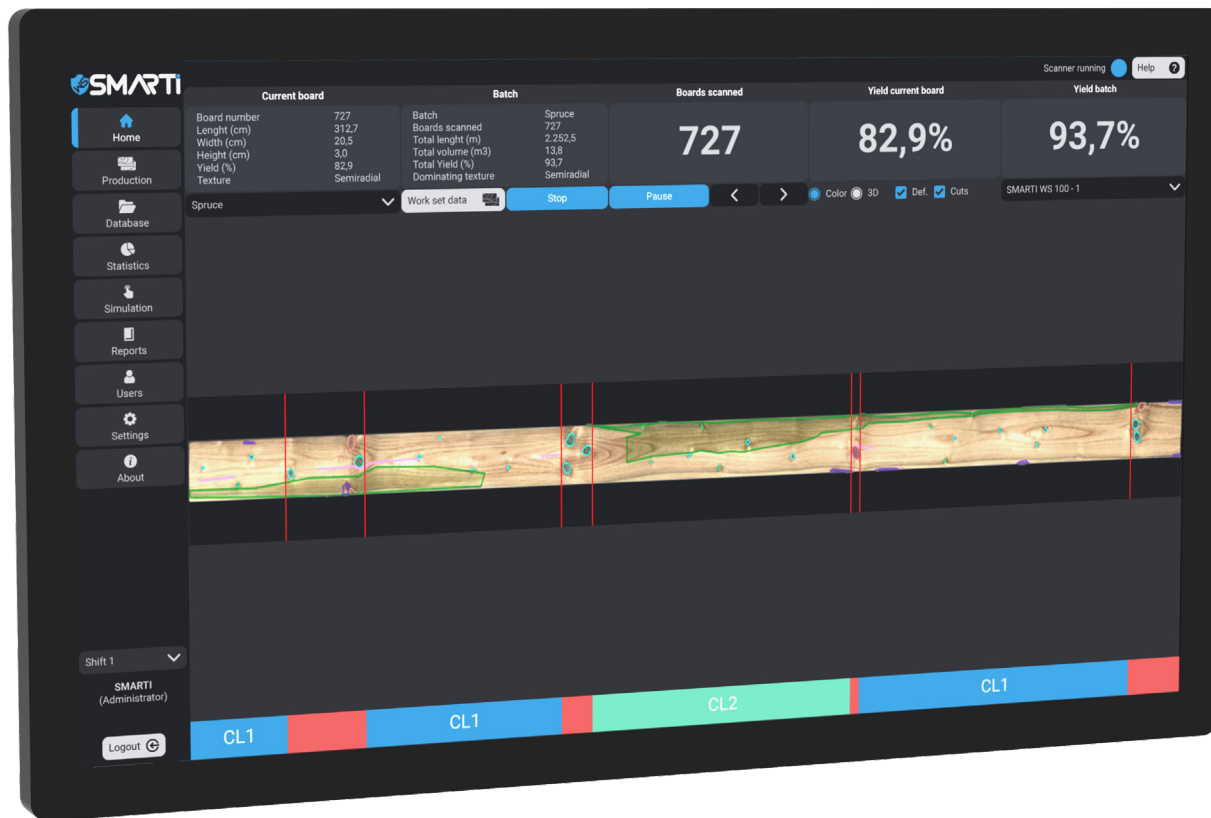 SMARTi
Scanner running
Help ?
Home
Production
Database
Statistics
Simulation
Reports
Users
Settings
About
Shift 1
SMARTI
(Administrator)
Logout
Current board
Board number 727
Lenght (cm) 312,7
Width (cm) 20,5
Height (cm) 3,0
Yield (%) 82,9
Texture Semiradial
Batch
Batch Spruce
Boards scanned 727
Total lenght (m) 2.252,5
Total volume (m3) 13,8
Total Yield (%) 93,7
Dominating texture Semiradial
Boards scanned
727
Yield current board
82,9%
Yield batch
93,7%
Spruce
Work set data
Stop
Pause
< >
Color 3D Def. Cuts
SMARTI WS 100 - 1
CL1
CL1
CL2
CL1